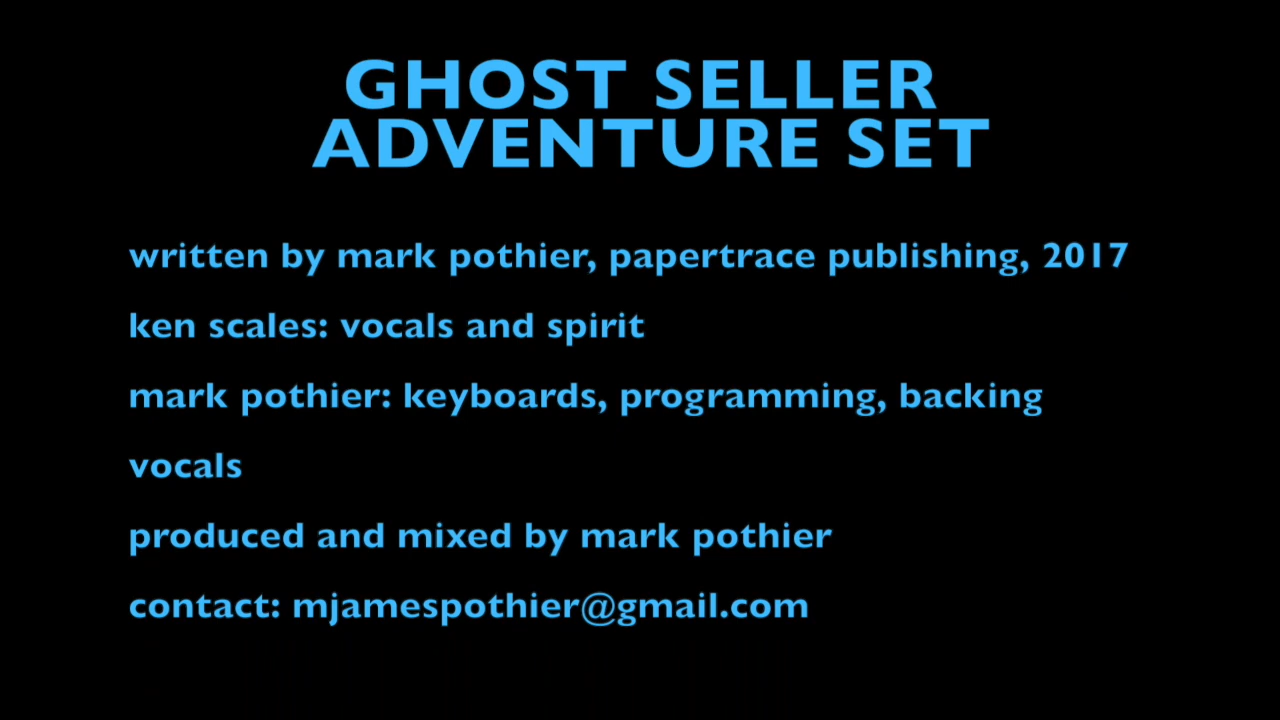 GHOST SELLER
ADVENTURE SET
written by mark pothier, papertrace publishing, 2017
ken scales: vocals and spirit
mark pothier: keyboards, programming, backing
vocals
produced and mixed by mark pothier
contact: mjamespothier@gmail.com